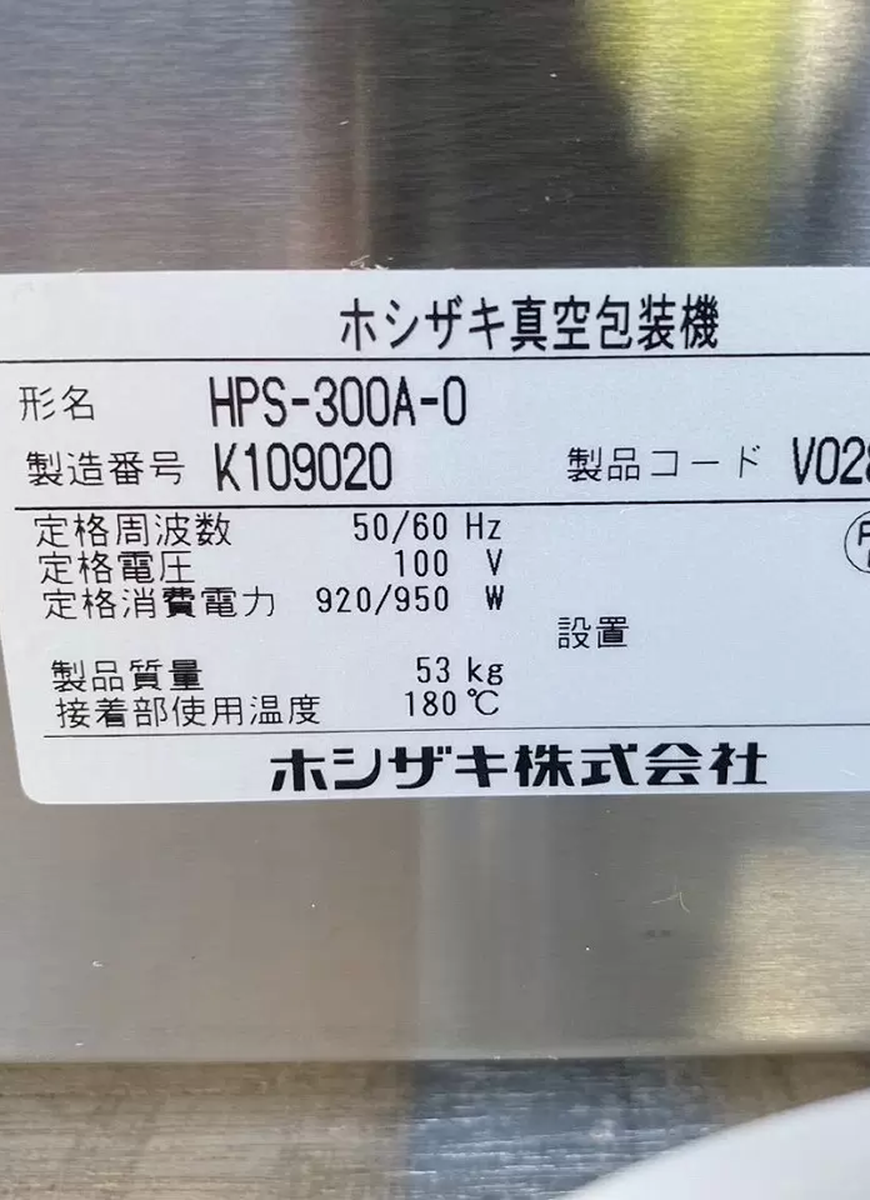 ホシザキ真空包装機
形名 HPS-300A-0
製造番号 K109020 製品コード V028
定格周波数 50/60 Hz
定格電圧 100 V
定格消費電力 920/950 W
設置
製品質量 53 kg
接着部使用温度 180℃
ホシザキ株式会社